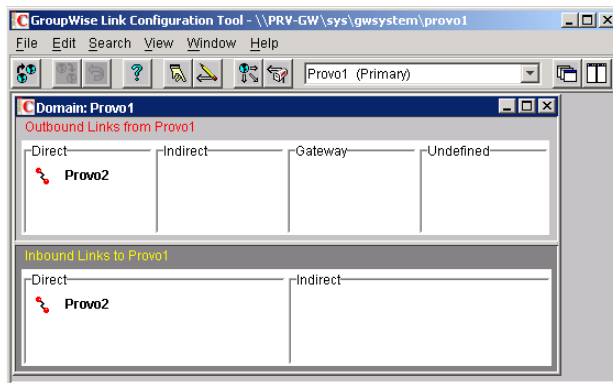 GroupWise Link Configuration Tool - \\PRV-GW\sys\gwsystem\provo1
File Edit Search View Window Help
Provo1 (Primary)
Domain: Provo1
Outbound Links from Provo1
Direct Indirect Gateway Undefined
Provo2
Inbound Links to Provo1
Direct Indirect
Provo2